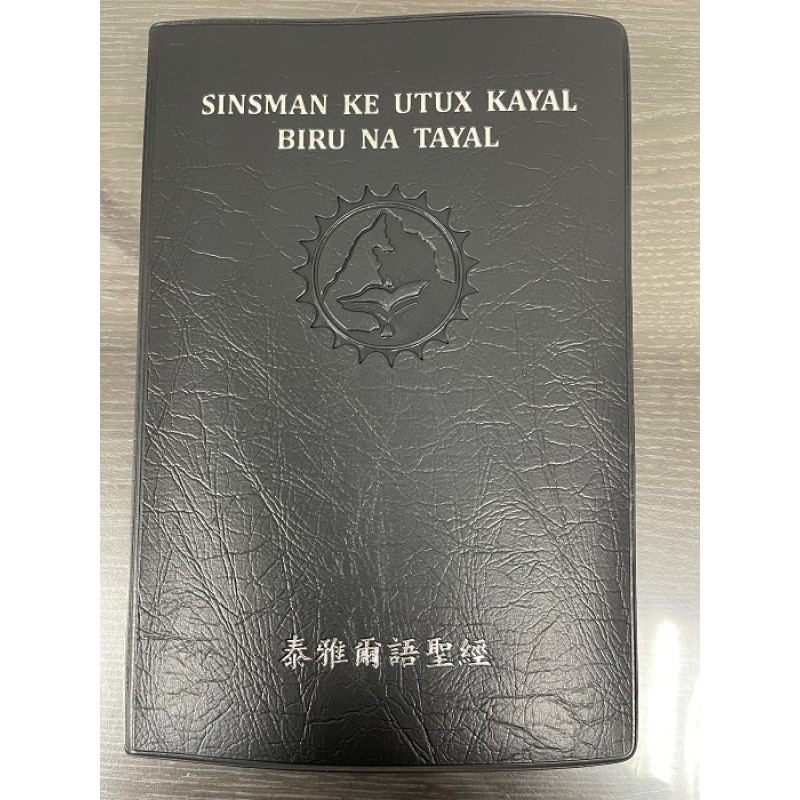 SINSMAN KE UTUX KAYAL
BIRU NA TAYAL
泰雅爾語聖經